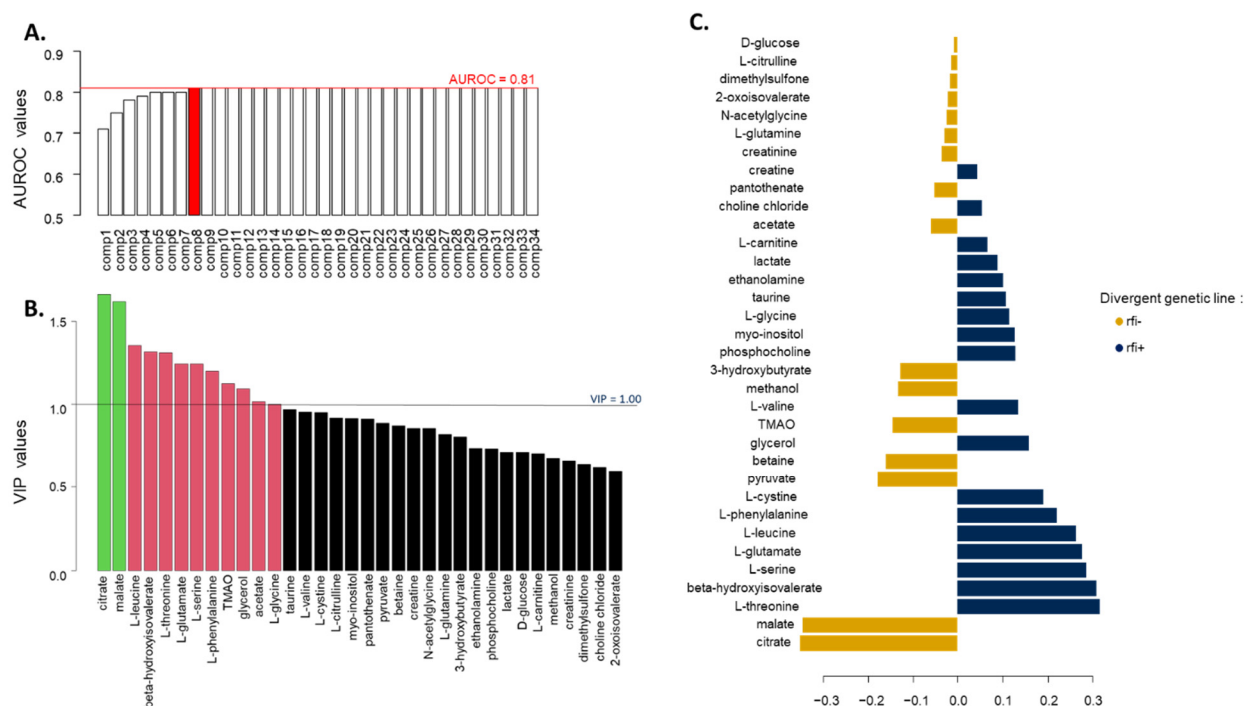 A.
AUROC values
0.9
0.8
0.7
0.6
0.5
AUROC = 0.81
comp1
comp2
comp3
comp4
comp5
comp6
comp7
comp8
comp9
comp10
comp11
comp12
comp13
comp14
comp15
comp16
comp17
comp18
comp19
comp20
comp21
comp22
comp23
comp24
comp25
comp26
comp27
comp28
comp29
comp30
comp31
comp32
comp33
comp34
B.
VIP values
1.5
1.0
0.5
0.0
VIP = 1.00
citrate
malate
L-leucine
beta-hydroxyisovalerate
L-threonine
L-glutamate
L-serine
L-phenylalanine
TMAO
glycerol
acetate
L-glycine
taurine
L-valine
L-cystine
L-citrulline
myo-inositol
pantothenate
pyruvate
betaine
creatine
N-acetylglycine
L-glutamine
3-hydroxybutyrate
ethanolamine
phosphocholine
lactate
D-glucose
L-carnitine
methanol
creatinine
dimethylsulfone
choline chloride
2-oxoisovalerate
C.
D-glucose
L-citrulline
dimethylsulfone
2-oxoisovalerate
N-acetylglycine
L-glutamine
creatinine
creatine
pantothenate
choline chloride
acetate
L-carnitine
lactate
ethanolamine
taurine
L-glycine
myo-inositol
phosphocholine
3-hydroxybutyrate
methanol
L-valine
TMAO
glycerol
betaine
pyruvate
L-cystine
L-phenylalanine
L-leucine
L-glutamate
L-serine
beta-hydroxyisovalerate
L-threonine
malate
citrate
−0.3 −0.2 −0.1 0.0 0.1 0.2 0.3
Divergent genetic line :
rfi-
rfi+